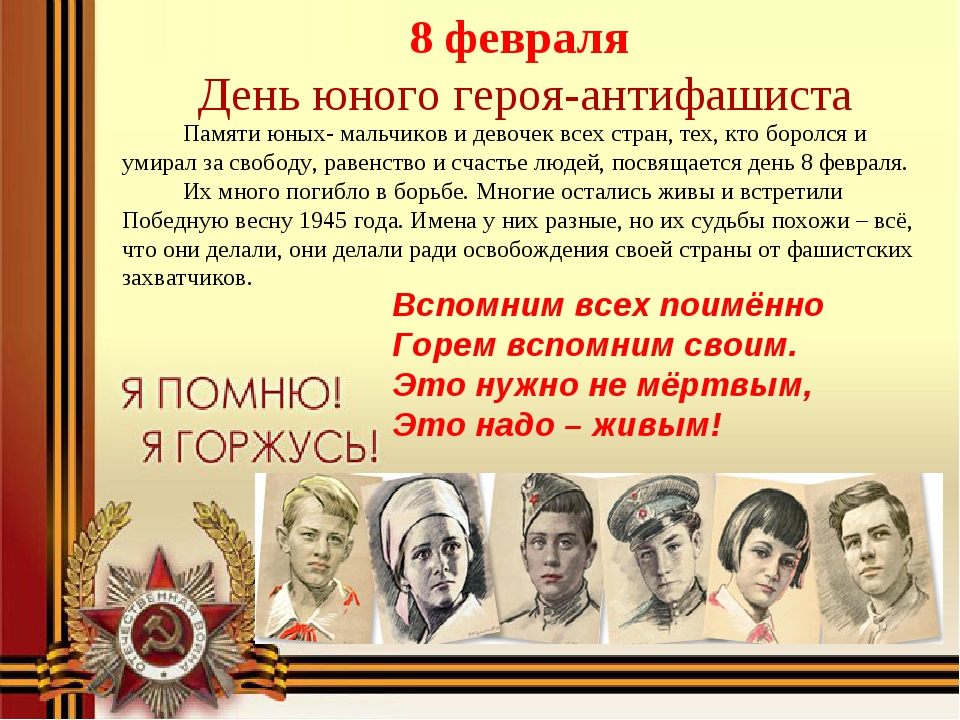 8 февраля
День юного героя-антифашиста
Памяти юных- мальчиков и девочек всех стран, тех, кто боролся и
умирал за свободу, равенство и счастье людей, посвящается день 8 февраля.
Их много погибло в борьбе. Многие остались живы и встретили
Победную весну 1945 года. Имена у них разные, но их судьбы похожи – всё,
что они делали, они делали ради освобождения своей страны от фашистских
захватчиков.
Вспомним всех поимённо
Горем вспомним своим.
Это нужно не мёртвым,
Это надо – живым!
Я ПОМНЮ!
Я ГОРЖУСЬ!
ОТЕЧЕСТВЕННАЯ ВОЙНА